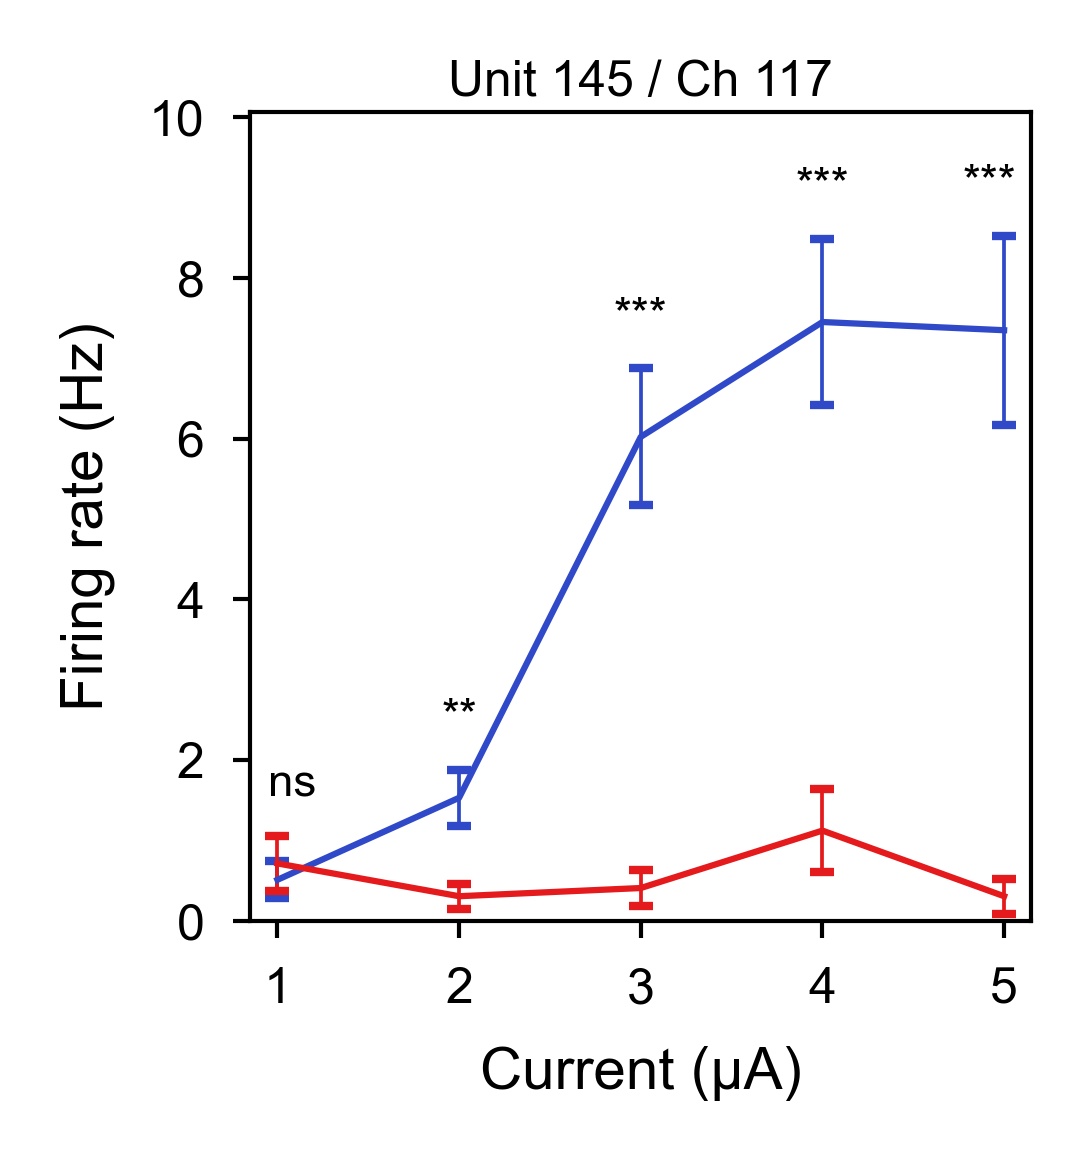 Unit 145 / Ch 117
10
8
6
4
2
0
Firing rate (Hz)
ns
**
***
***
***
1 2 3 4 5
Current (µA)